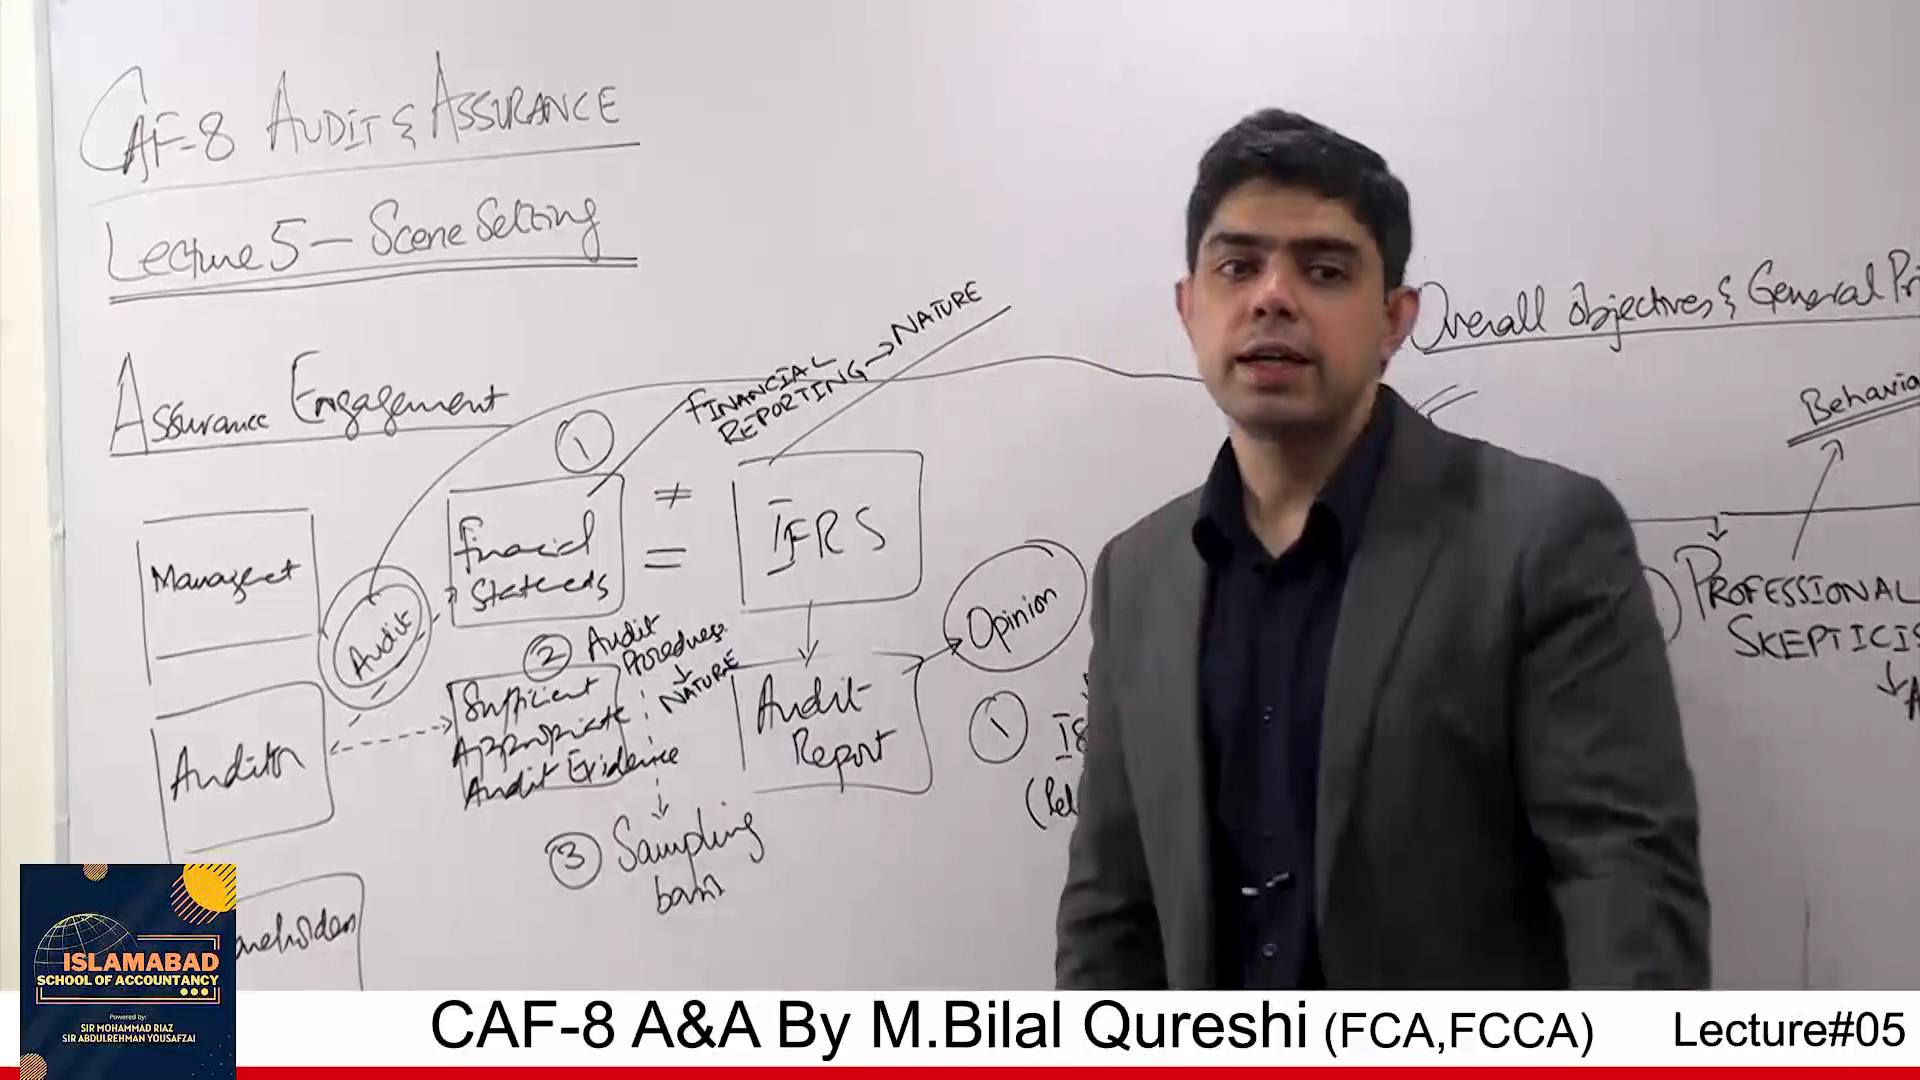 CAF-8 AUDIT & ASSURANCE
Lecture 5 — Scene Setting
Assurance Engagement
Management
Auditor
Audit
1
Financial
Statements
≠
=
IFRS
FINANCIAL
REPORTING → NATURE
2 Audit
Procedures
NATURE
Sufficient
Appropriate
Audit Evidence
3 Sampling
basis
Audit
Report
Opinion
1
Overall Objectives & General
PROFESSIONAL
ISLAMABAD
SCHOOL OF ACCOUNTANCY
Powered by:
SIR MOHAMMAD RIAZ
SIR ABDULREHMAN YOUSAFZAI
CAF-8 A&A By M.Bilal Qureshi (FCA,FCCA)
Lecture#05